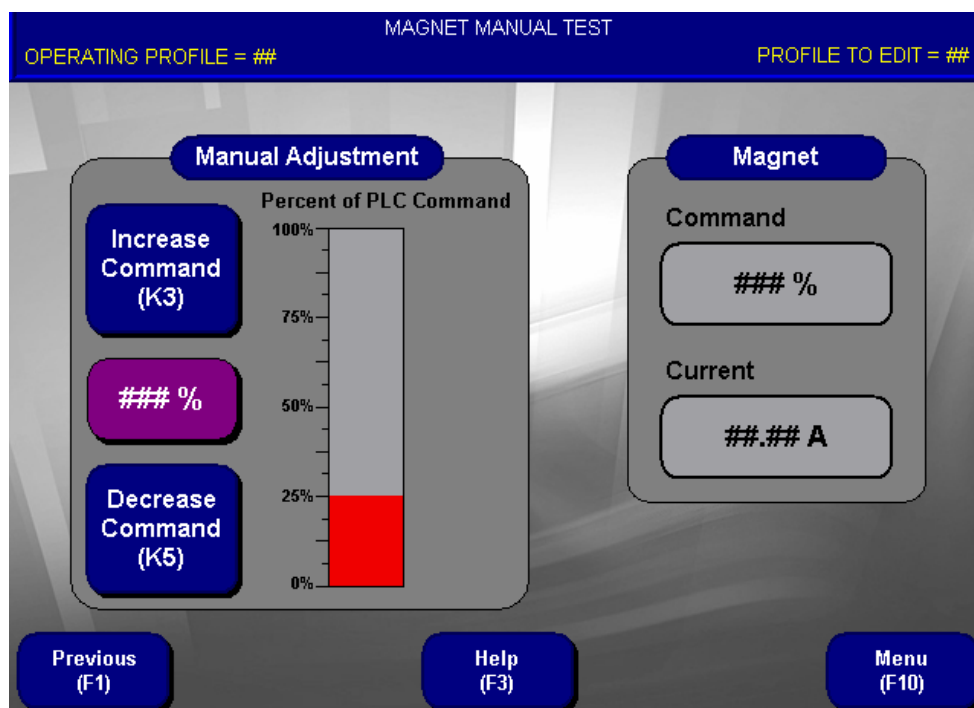 MAGNET MANUAL TEST
OPERATING PROFILE = ##
PROFILE TO EDIT = ##
Manual Adjustment
Percent of PLC Command
Increase
Command
(K3)
### %
Decrease
Command
(K5)
100%
75%
50%
25%
0%
Magnet
Command
### %
Current
##.## A
Previous
(F1)
Help
(F3)
Menu
(F10)